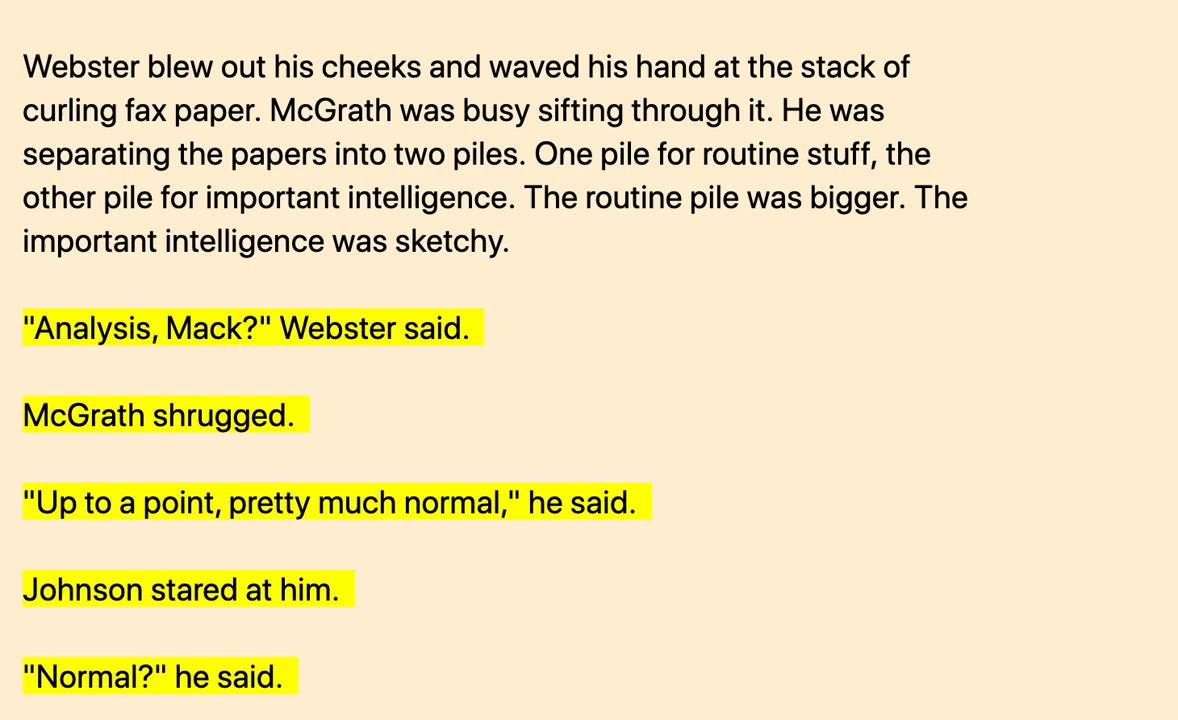 Webster blew out his cheeks and waved his hand at the stack of
curling fax paper. McGrath was busy sifting through it. He was
separating the papers into two piles. One pile for routine stuff, the
other pile for important intelligence. The routine pile was bigger. The
important intelligence was sketchy.
"Analysis, Mack?" Webster said.
McGrath shrugged.
"Up to a point, pretty much normal," he said.
Johnson stared at him.
"Normal?" he said.